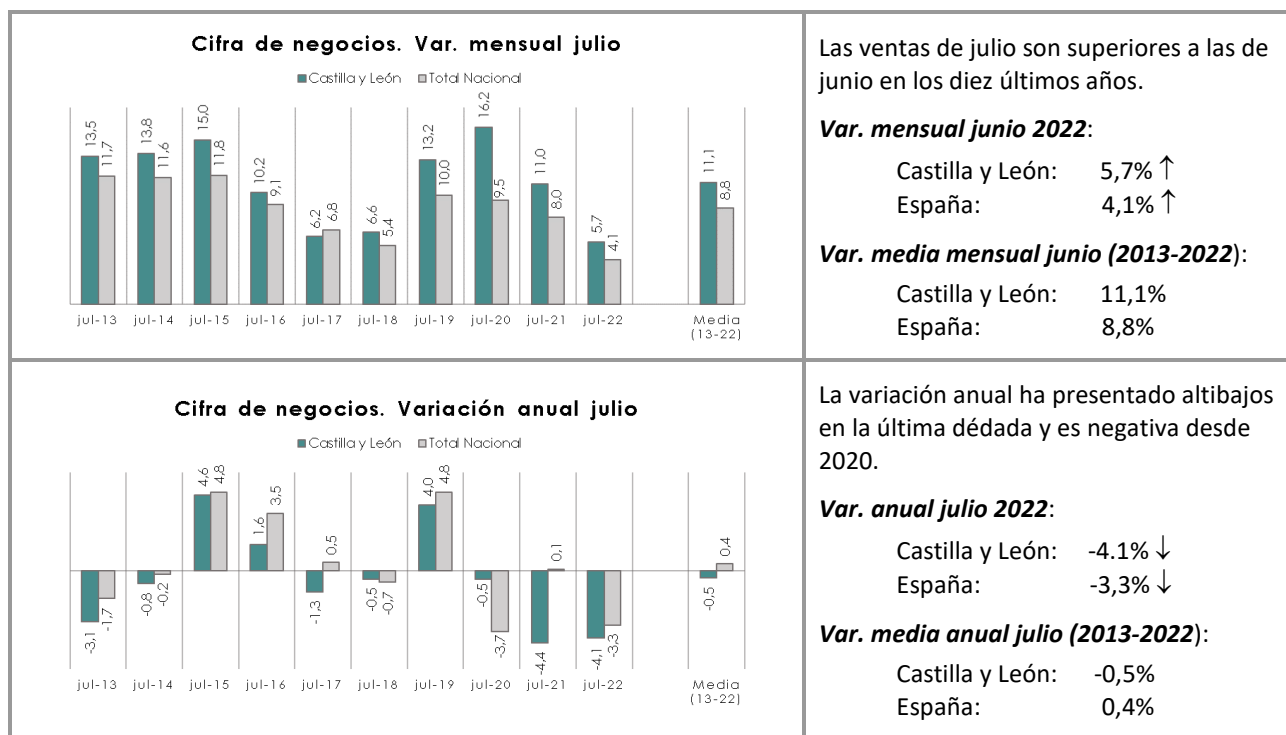 Cifra de negocios. Var. mensual julio
Castilla y León Total Nacional
13,5 11,7 13,8 11,6 15,0 11,8 10,2 9,1 6,2 6,8 6,6 5,4 13,2 10,0 16,2 9,5 11,0 8,0 5,7 4,1 11,1 8,8
jul-13 jul-14 jul-15 jul-16 jul-17 jul-18 jul-19 jul-20 jul-21 jul-22 Media
(13-22)
Las ventas de julio son superiores a las de
junio en los diez últimos años.
Var. mensual junio 2022:
Castilla y León: 5,7% ↑
España: 4,1% ↑
Var. media mensual junio (2013-2022):
Castilla y León: 11,1%
España: 8,8%
Cifra de negocios. Variación anual julio
Castilla y León Total Nacional
-3,1 -1,7 -0,8 -0,2 4,6 4,8 1,6 3,5 -1,3 0,5 -0,5 -0,7 4,0 4,8 -0,5 -3,7 -4,4 0,1 -4,1 -3,3 -0,5 0,4
jul-13 jul-14 jul-15 jul-16 jul-17 jul-18 jul-19 jul-20 jul-21 jul-22 Media
(13-22)
La variación anual ha presentado altibajos
en la última dédada y es negativa desde
2020.
Var. anual julio 2022:
Castilla y León: -4.1% ↓
España: -3,3% ↓
Var. media anual julio (2013-2022):
Castilla y León: -0,5%
España: 0,4%